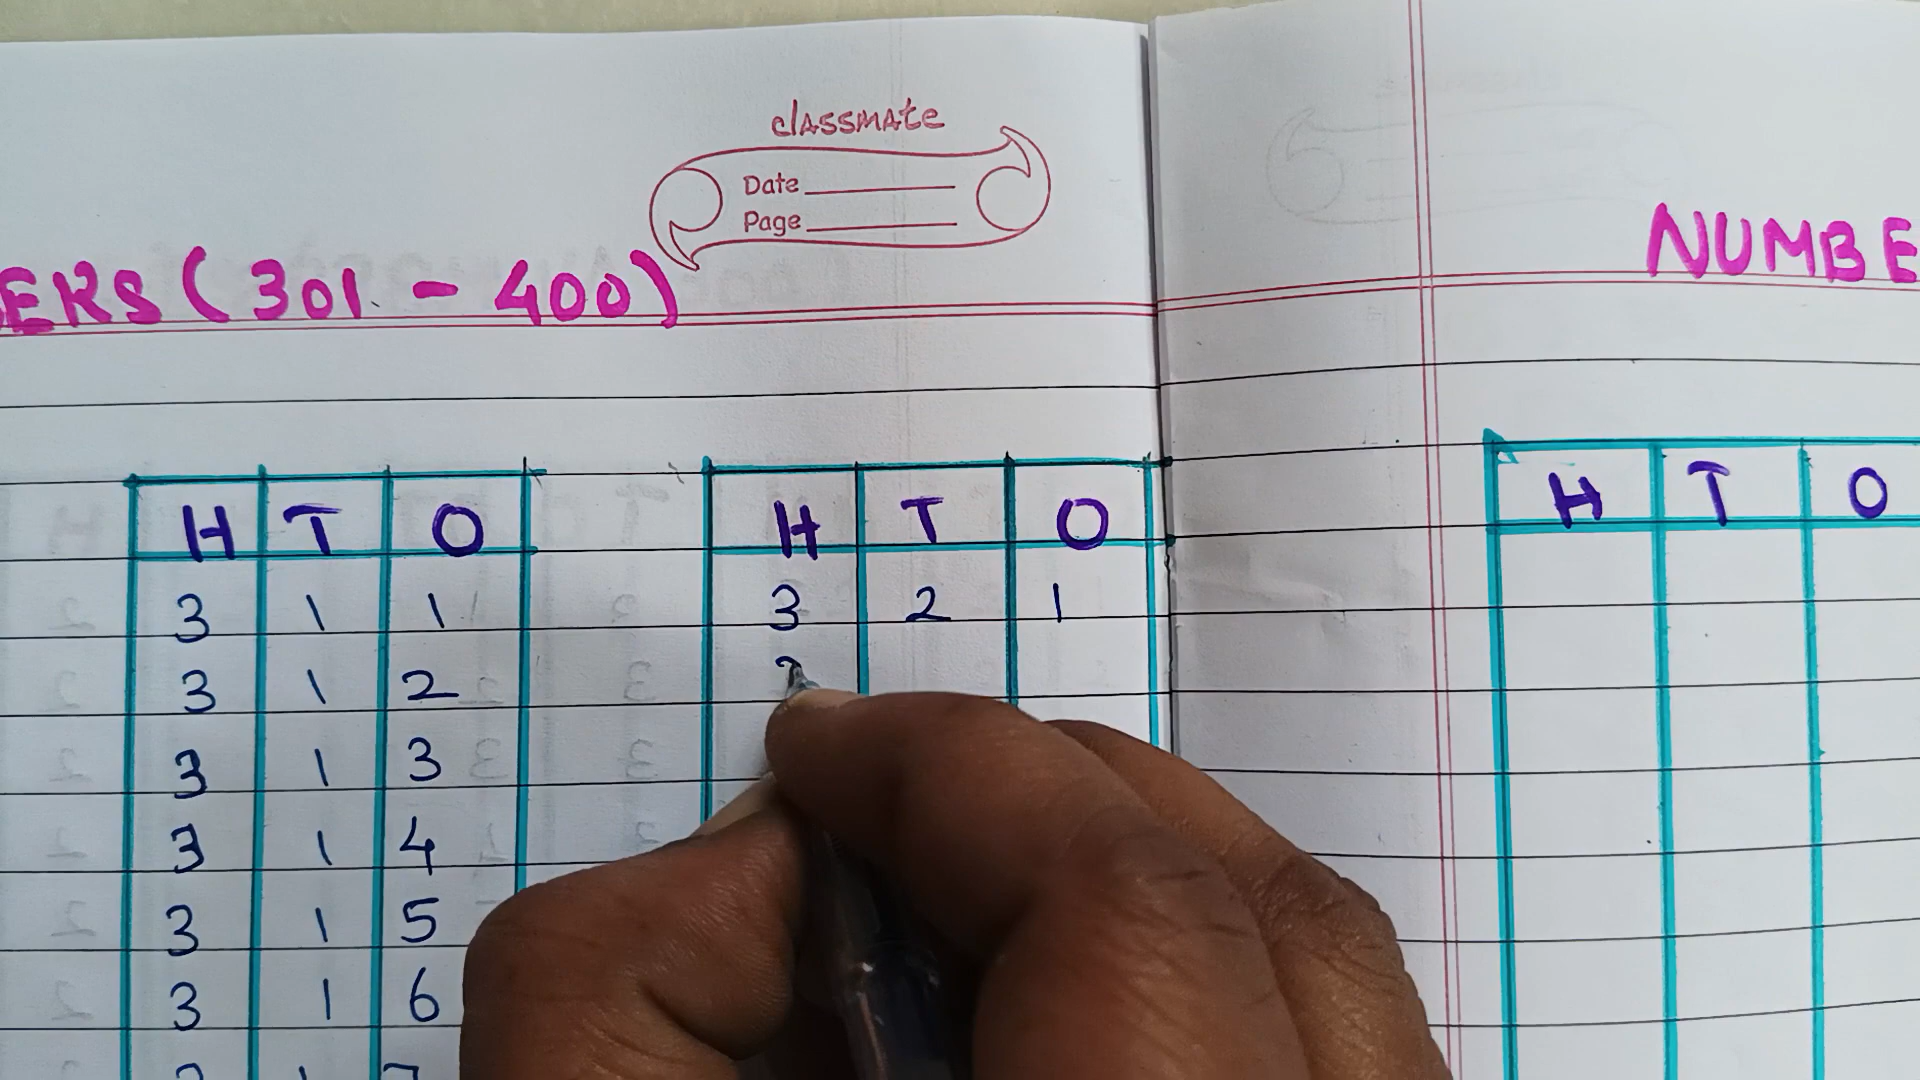 classmate
Date
Page
ERS (301 - 400)
NUMBE
H T O
3 1 1
3 1 2
3 1 3
3 1 4
3 1 5
3 1 6
H T O
3 2 1
H T O